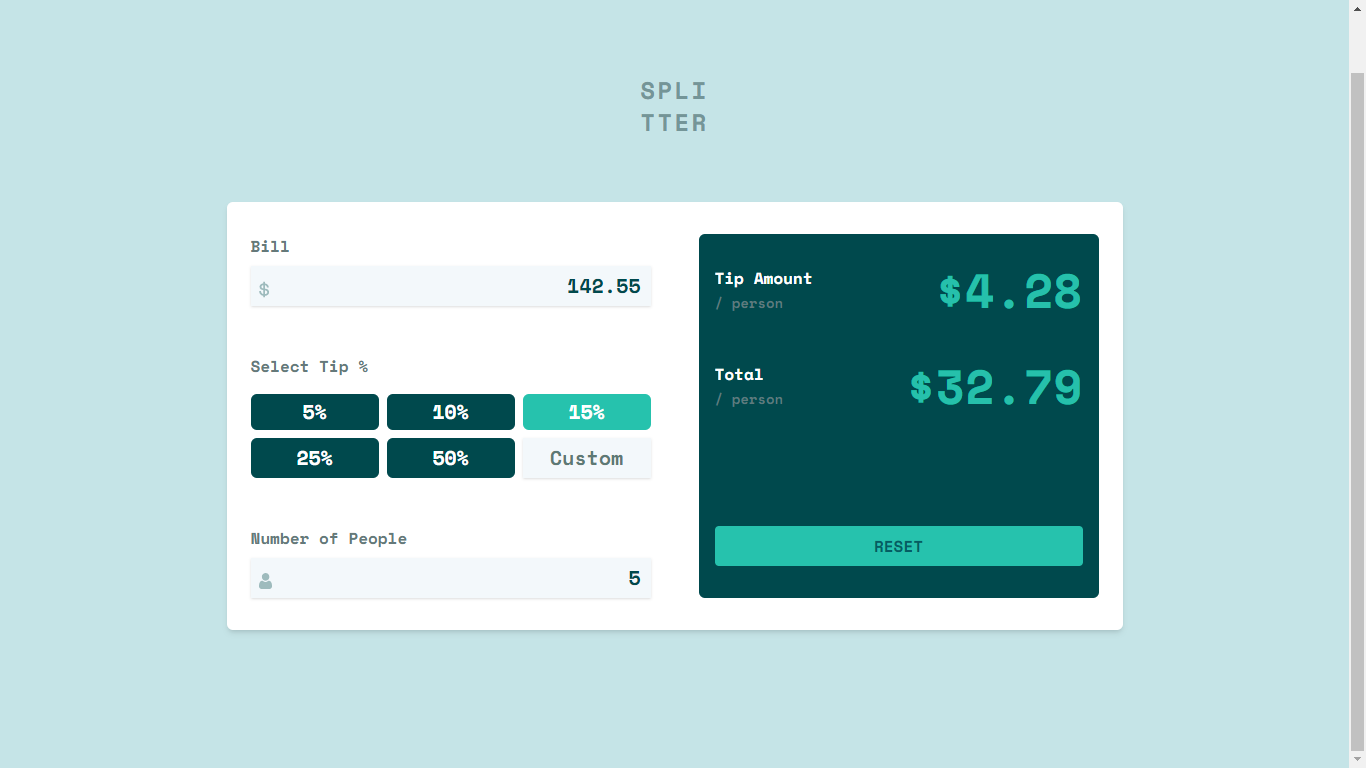 SPLI
TTER
Bill
$ 142.55
Select Tip %
5% 10% 15%
25% 50% Custom
Number of People
5
Tip Amount
/ person
$4.28
Total
/ person
$32.79
RESET